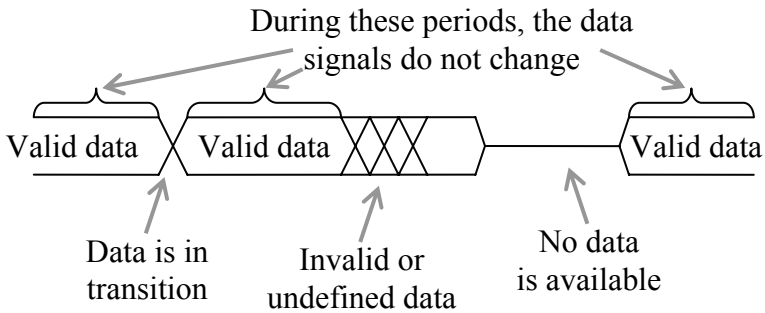 During these periods, the data
signals do not change
Valid data
Valid data
Valid data
Data is in
transition
Invalid or
undefined data
No data
is available